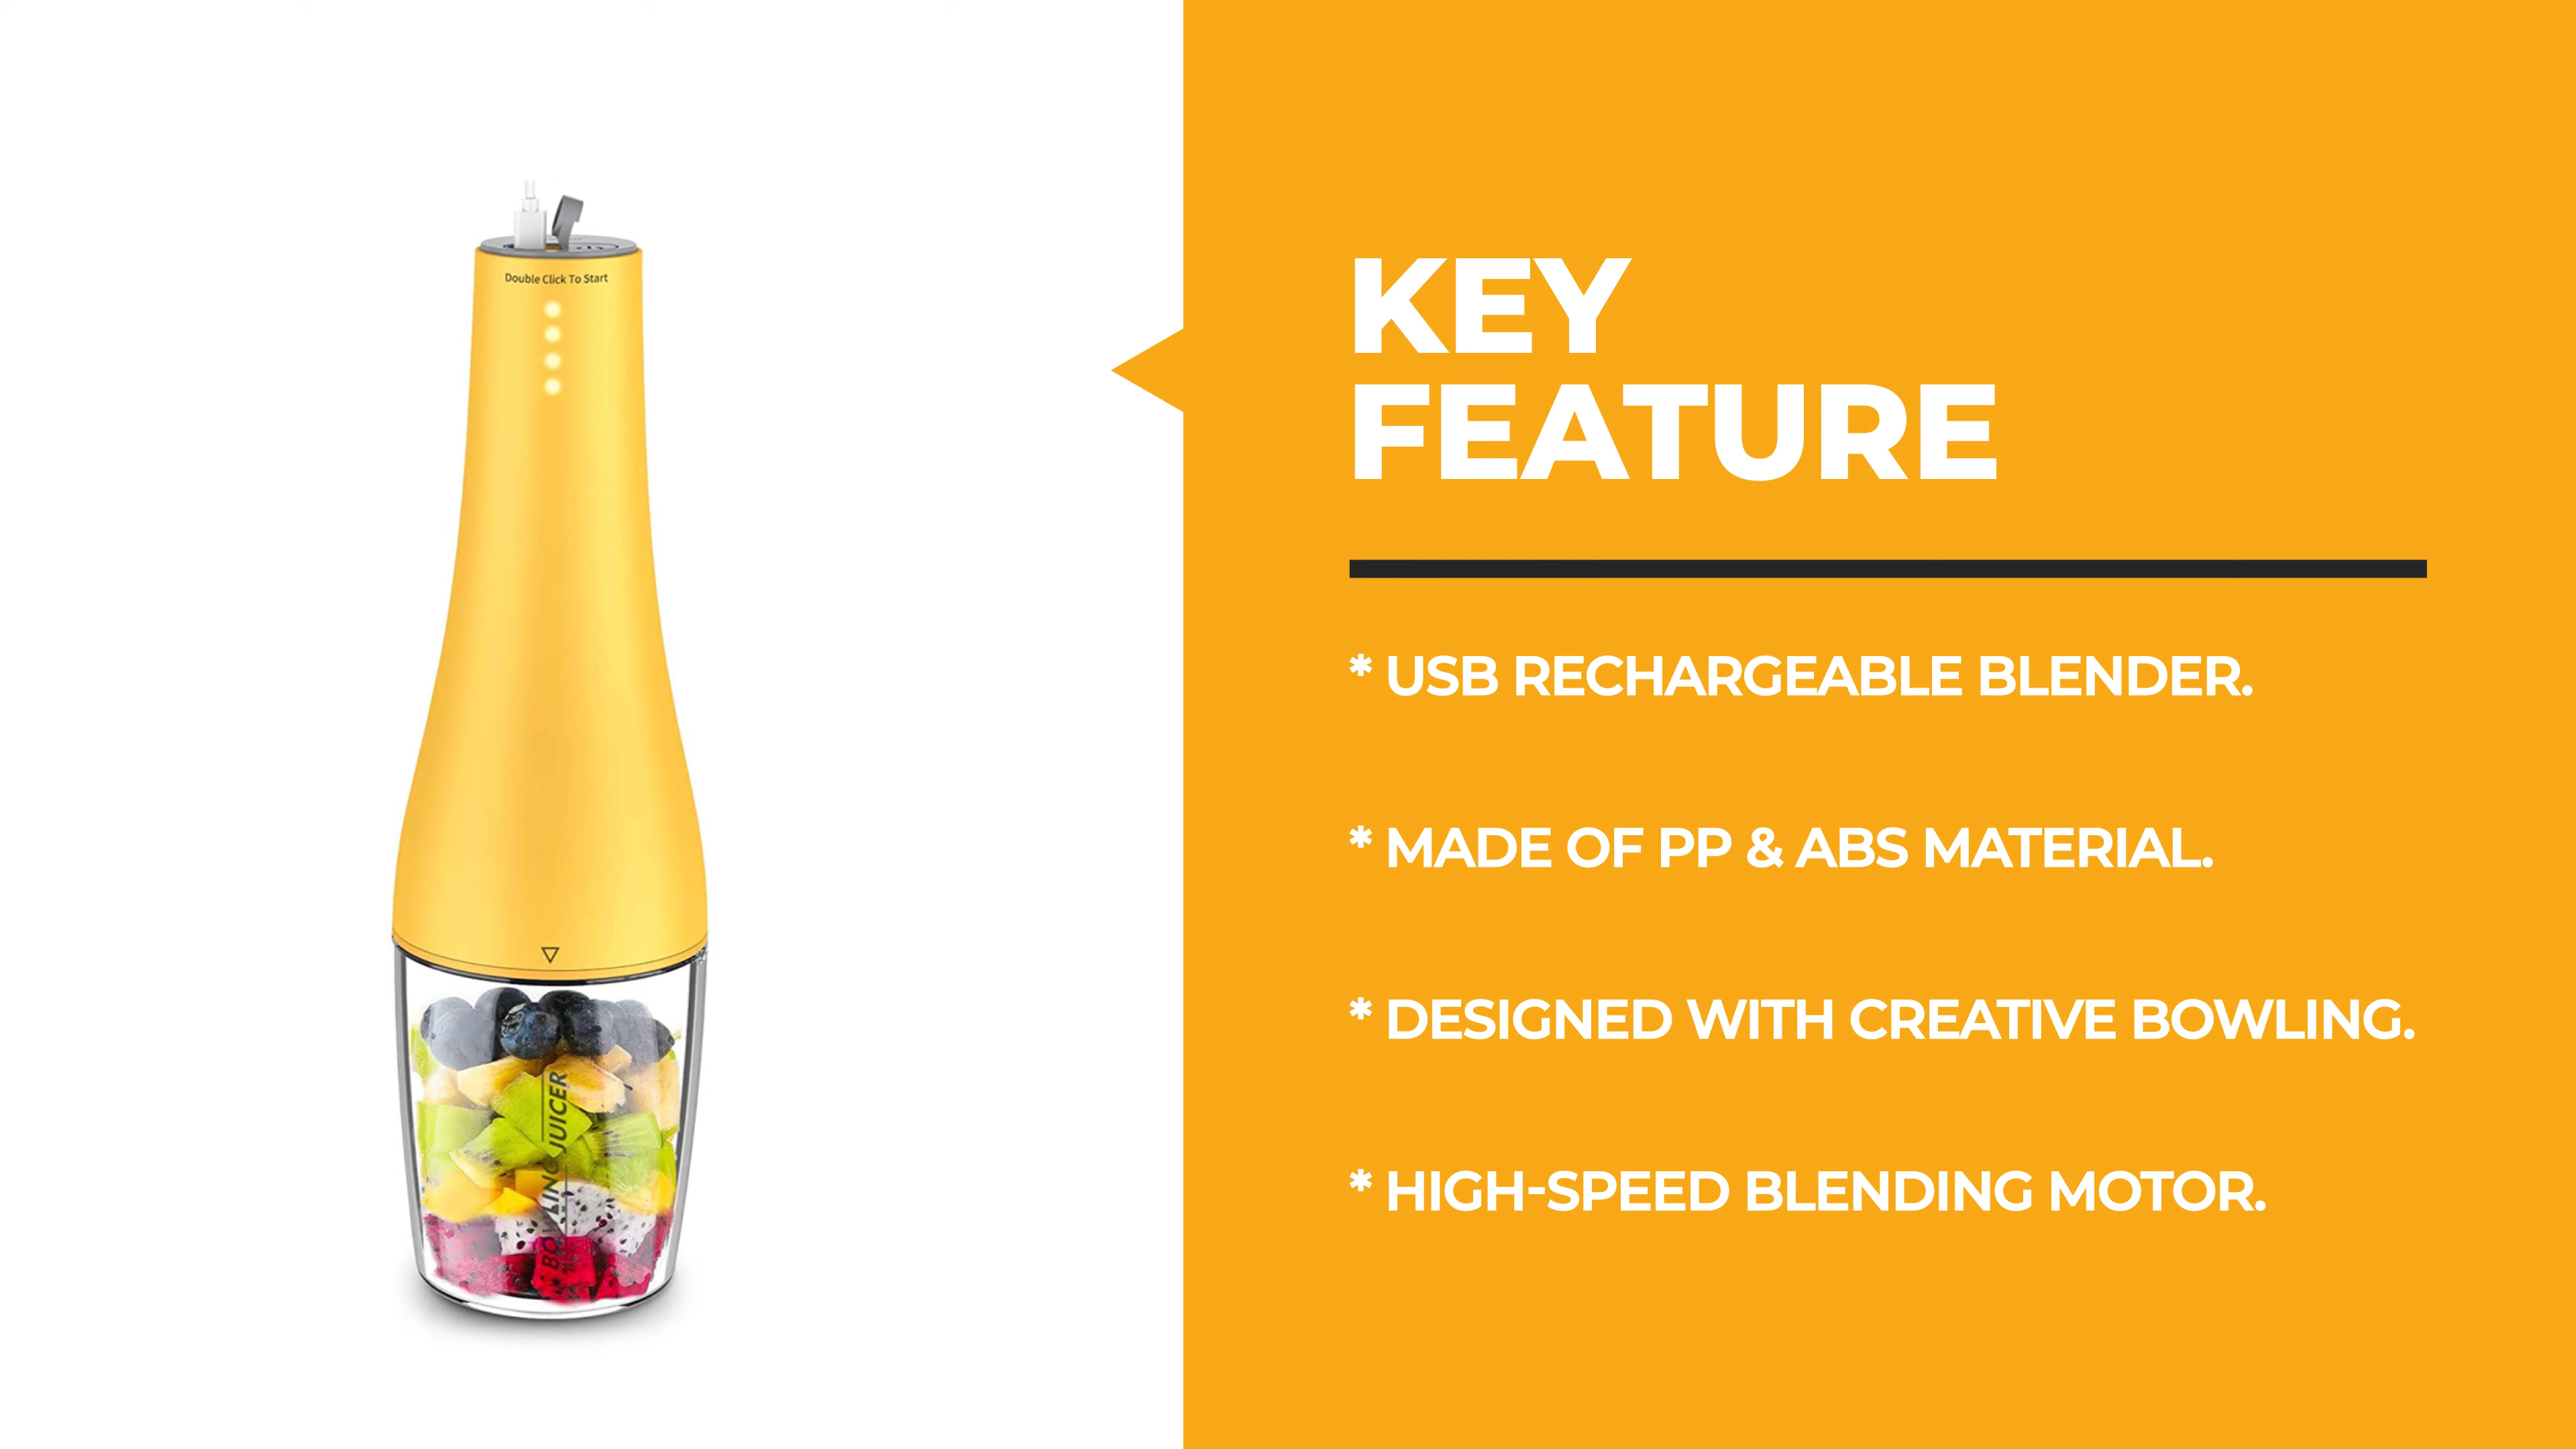 Double Click To Start
JUICER
KEY
FEATURE
* USB RECHARGEABLE BLENDER.
* MADE OF PP & ABS MATERIAL.
* DESIGNED WITH CREATIVE BOWLING.
* HIGH-SPEED BLENDING MOTOR.